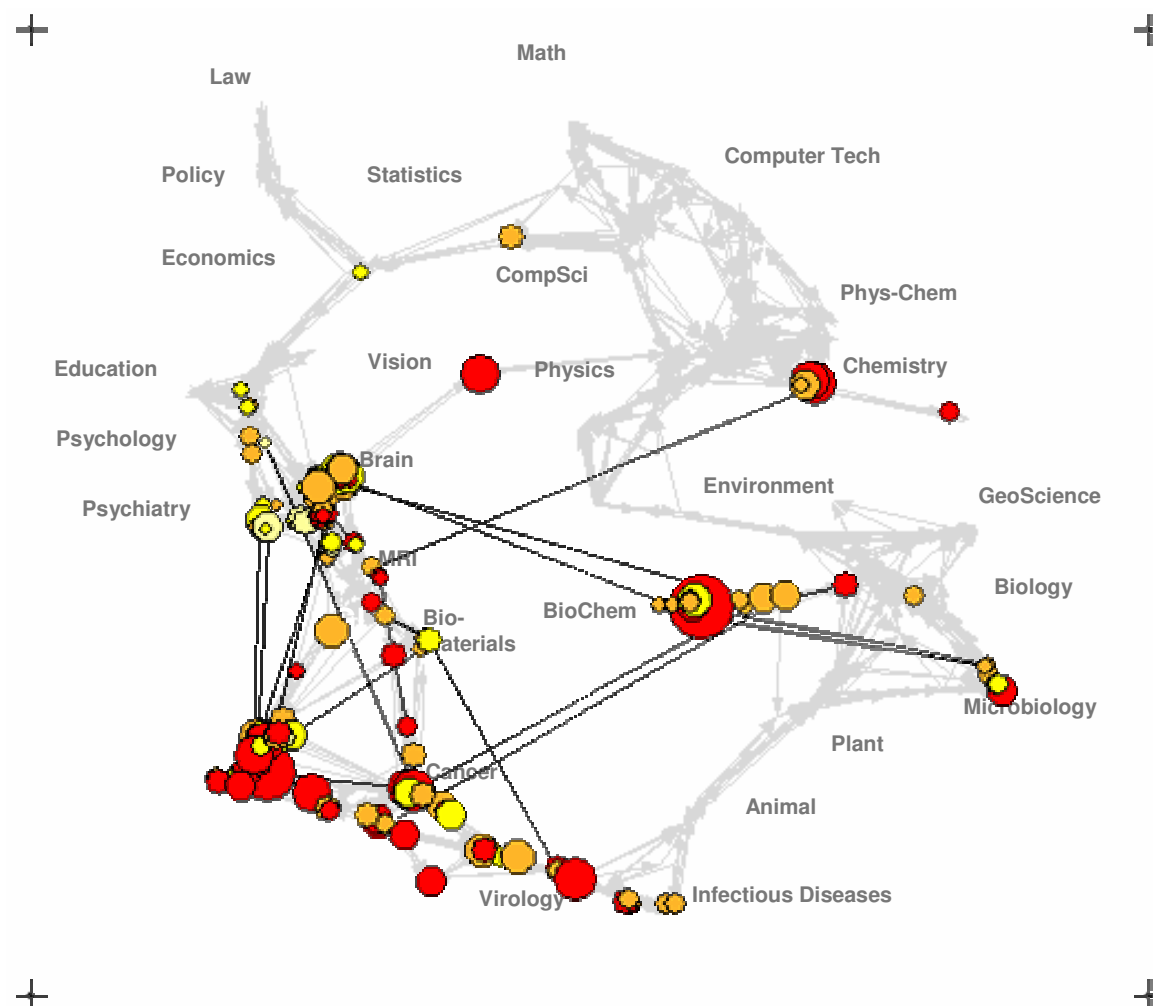 Math
Law
Computer Tech
Policy
Statistics
Economics
CompSci
Phys-Chem
Education
Vision
Physics
Chemistry
Psychology
Brain
Environment
GeoScience
Psychiatry
MRI
Biology
BioChem
Bio-
aterials
Microbiology
Plant
Cancer
Animal
Virology
Infectious Diseases